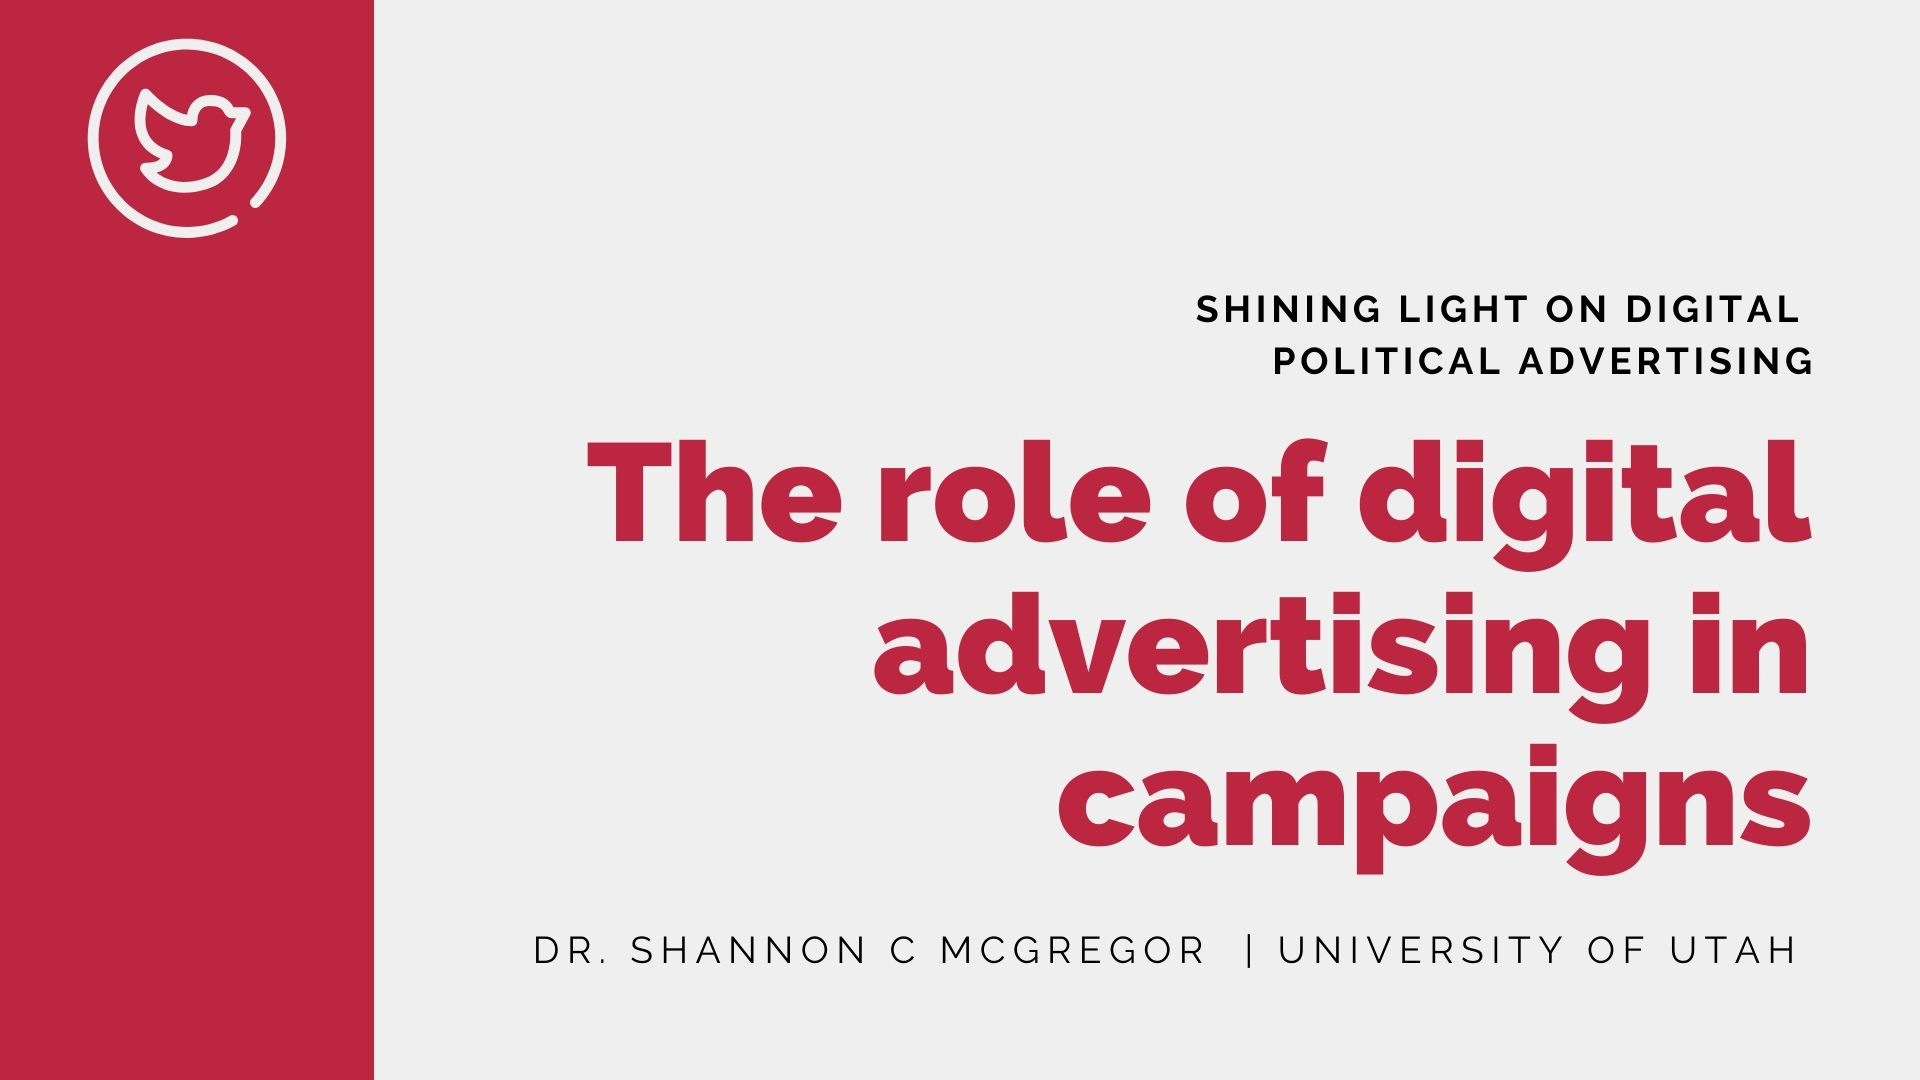 SHINING LIGHT ON DIGITAL
POLITICAL ADVERTISING
The role of digital
advertising in
campaigns
DR. SHANNON C MCGREGOR | UNIVERSITY OF UTAH